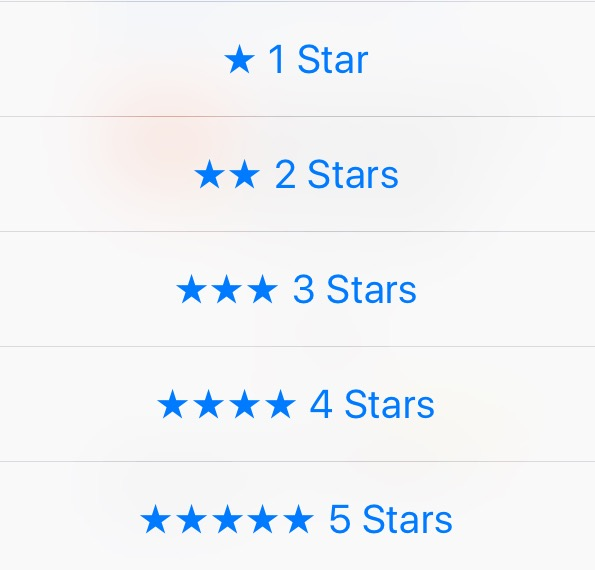 ★ 1 Star
★★ 2 Stars
★★★ 3 Stars
★★★★ 4 Stars
★★★★★ 5 Stars